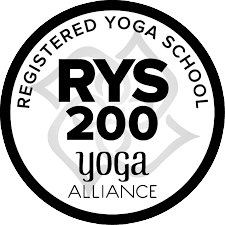 REGISTERED YOGA SCHOOL
RYS
200
yoga
ALLIANCE